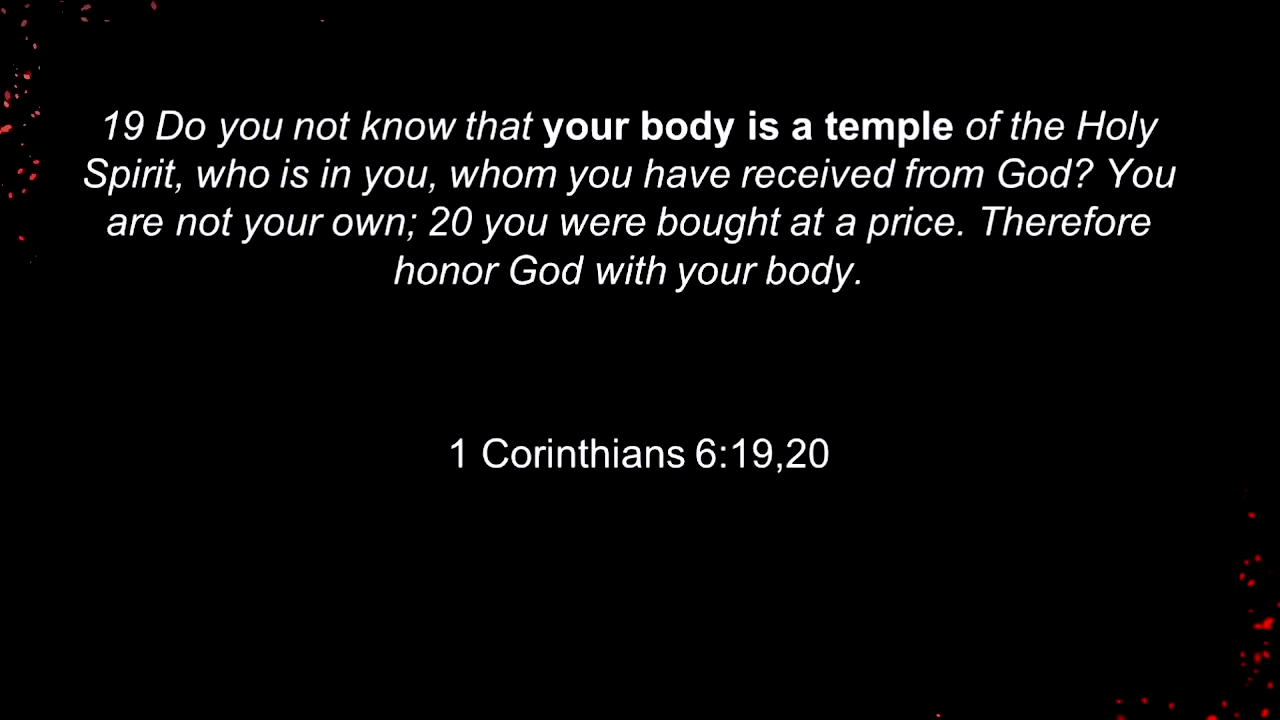 19 Do you not know that your body is a temple of the Holy
Spirit, who is in you, whom you have received from God? You
are not your own; 20 you were bought at a price. Therefore
honor God with your body.
1 Corinthians 6:19,20